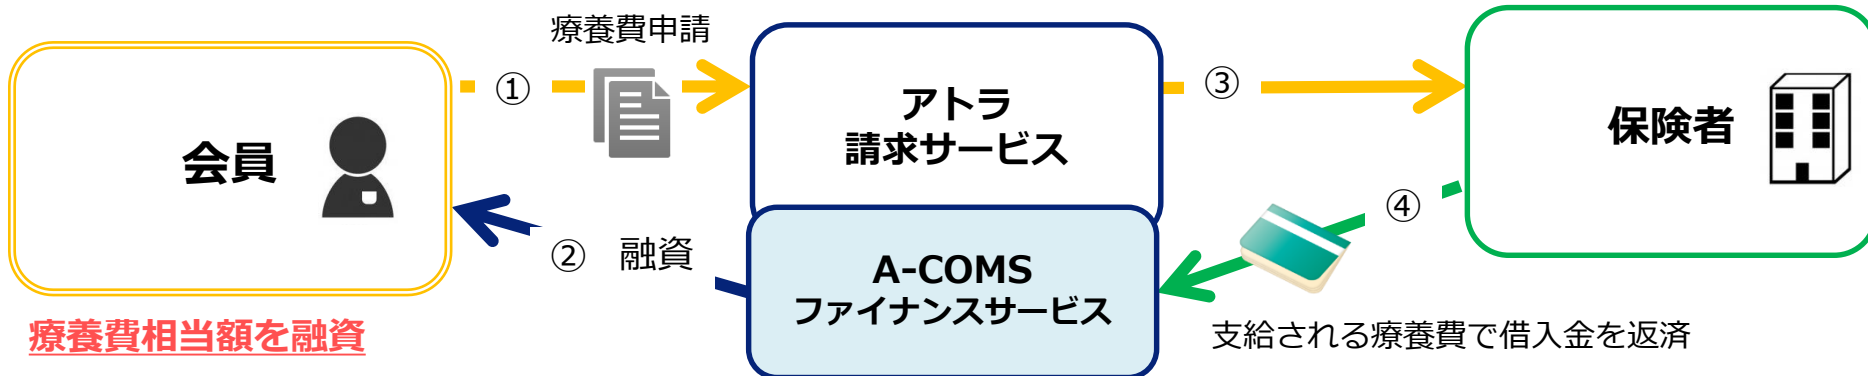 療養費申請
①
③
会員
アトラ
請求サービス
保険者
② 融資
④
A-COMS
ファイナンスサービス
療養費相当額を融資
支給される療養費で借入金を返済